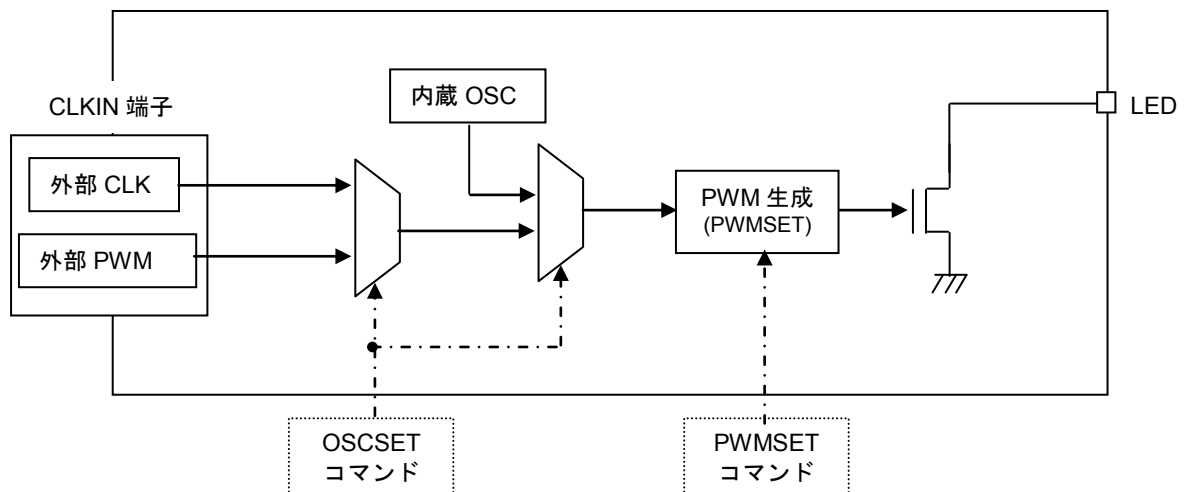 内蔵 OSC
CLKIN 端子
LED
外部 CLK
PWM 生成
(PWMSET)
外部 PWM
OSCSET
コマンド
PWMSET
コマンド